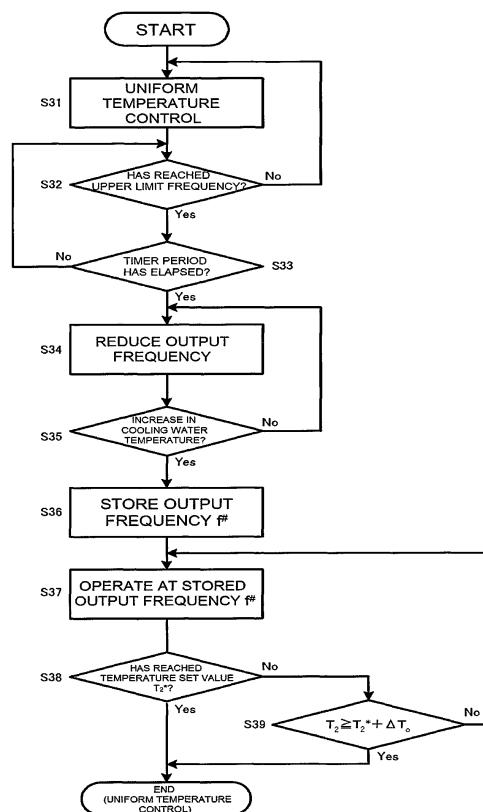 START
S31
UNIFORM
TEMPERATURE
CONTROL
S32
HAS REACHED
UPPER LIMIT FREQUENCY?
No
Yes
No
TIMER PERIOD
HAS ELAPSED?
S33
Yes
S34
REDUCE OUTPUT
FREQUENCY
S35
INCREASE IN
COOLING WATER
TEMPERATURE?
No
Yes
S36
STORE OUTPUT
FREQUENCY f#
S37
OPERATE AT STORED
OUTPUT FREQUENCY f#
S38
HAS REACHED
TEMPERATURE SET VALUE
T₂*?
No
Yes
S39
T₂≧T₂*+ΔTₒ
No
Yes
END
(UNIFORM TEMPERATURE
CONTROL)